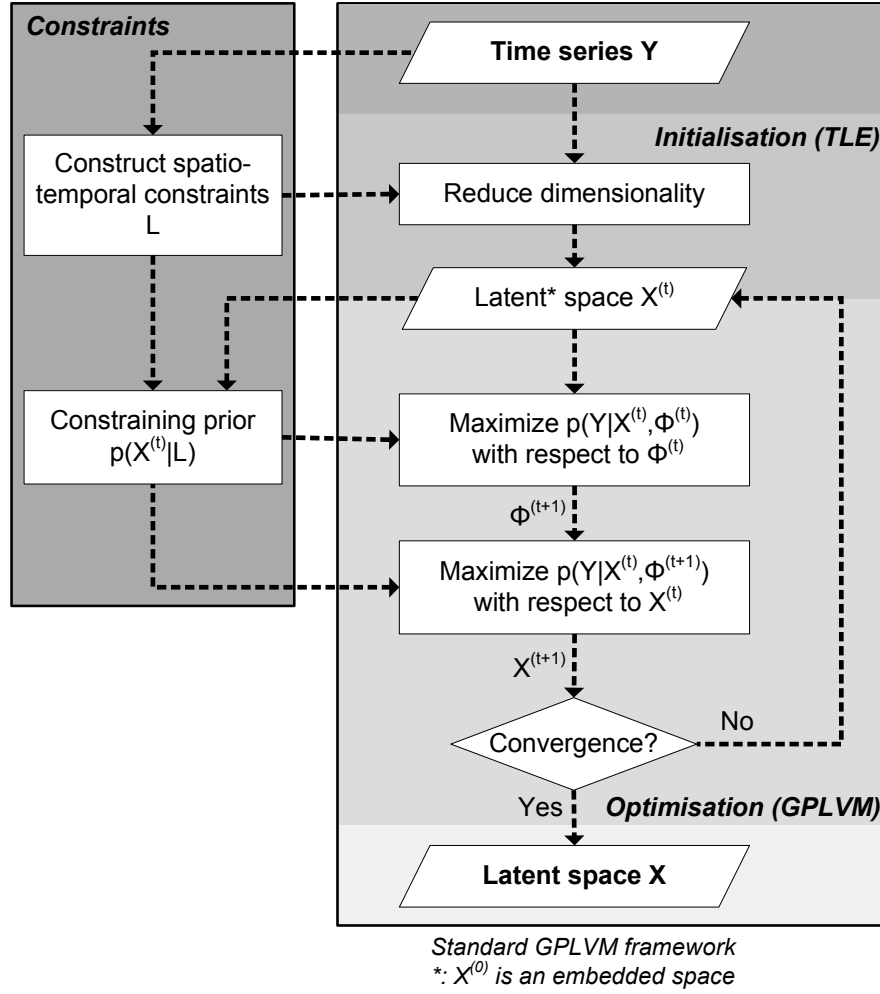 Constraints
Time series Y
Initialisation (TLE)
Construct spatio-
temporal constraints
L
Reduce dimensionality
Latent* space X^(t)
Constraining prior
p(X^(t)|L)
Maximize p(Y|X^(t),Φ^(t))
with respect to Φ^(t)
Φ^(t+1)
Maximize p(Y|X^(t),Φ^(t+1))
with respect to X^(t)
X^(t+1)
Convergence?
No
Yes
Optimisation (GPLVM)
Latent space X
Standard GPLVM framework
*: X^(0) is an embedded space